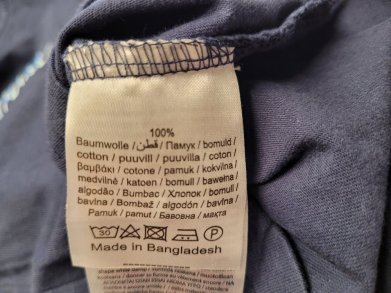 100%
Baumwolle / قطن / Памук / bomuld /
cotton / puuvill / puuvilla / coton /
βαμβάκι / cotone / pamuk / kokvilna /
medvilnė / katoen / bomull / bawełna /
algodão / Bumbac / Хлопок / bomull /
bavlna / Bombaž / algodón / bavlna /
Pamuk / pamut / Бавовна / мақта
30 P
Made in Bangladesh